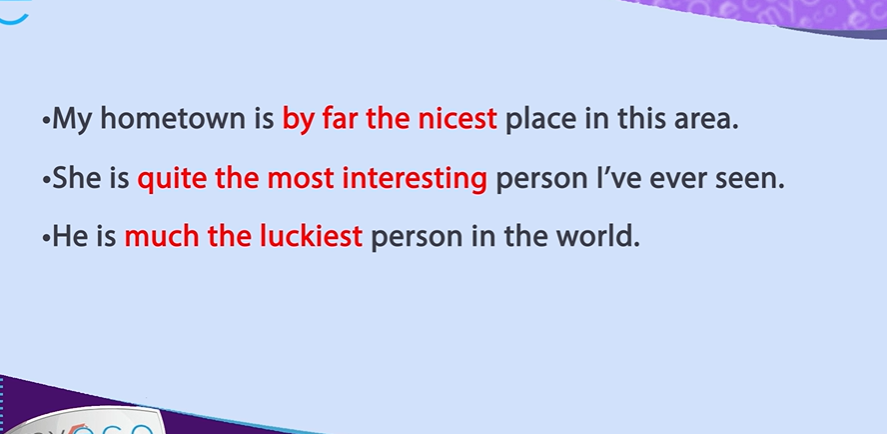 •My hometown is by far the nicest place in this area.
•She is quite the most interesting person I've ever seen.
•He is much the luckiest person in the world.